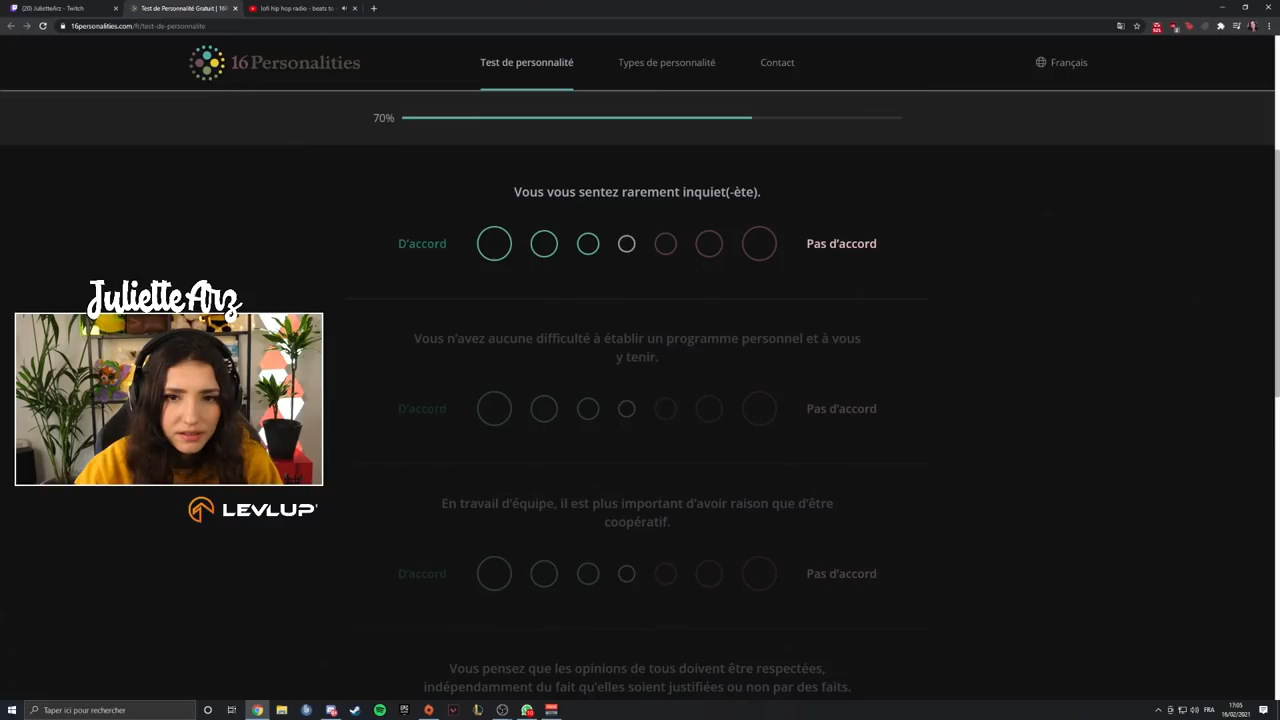 (20) JulietteArz - Twitch
Test de Personnalité Gratuit | 16P
lofi hip hop radio - beats to
16personalities.com/fr/test-de-personnalite
16Personalities
Test de personnalité
Types de personnalité
Contact
Français
70%
Vous vous sentez rarement inquiet(-ète).
D'accord
Pas d'accord
Vous n'avez aucune difficulté à établir un programme personnel et à vous
y tenir.
D'accord
Pas d'accord
En travail d'équipe, il est plus important d'avoir raison que d'être
coopératif.
D'accord
Pas d'accord
Vous pensez que les opinions de tous doivent être respectées,
indépendamment du fait qu'elles soient justifiées ou non par des faits.
JulietteArz
LEVLUP
Taper ici pour rechercher
FRA
17:05
16/02/2021